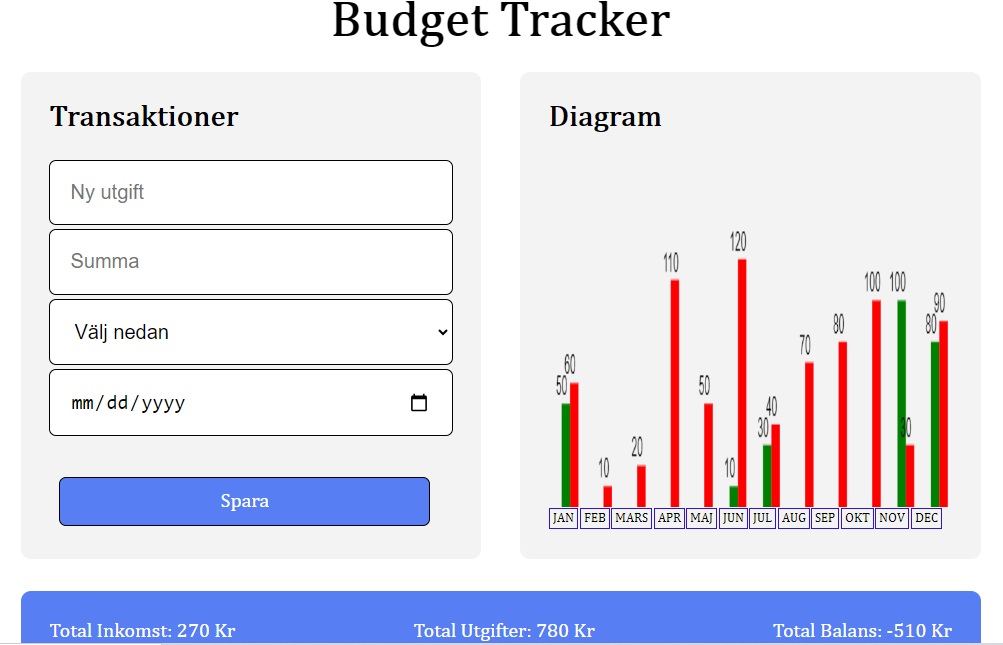 Budget Tracker
Transaktioner
Ny utgift
Summa
Välj nedan
mm/dd/yyyy
Spara
Diagram
50 60 10 20 110 50 10 120 30 40 70 80 100 100 30 80 90
JAN FEB MARS APR MAJ JUN JUL AUG SEP OKT NOV DEC
Total Inkomst: 270 Kr Total Utgifter: 780 Kr Total Balans: -510 Kr